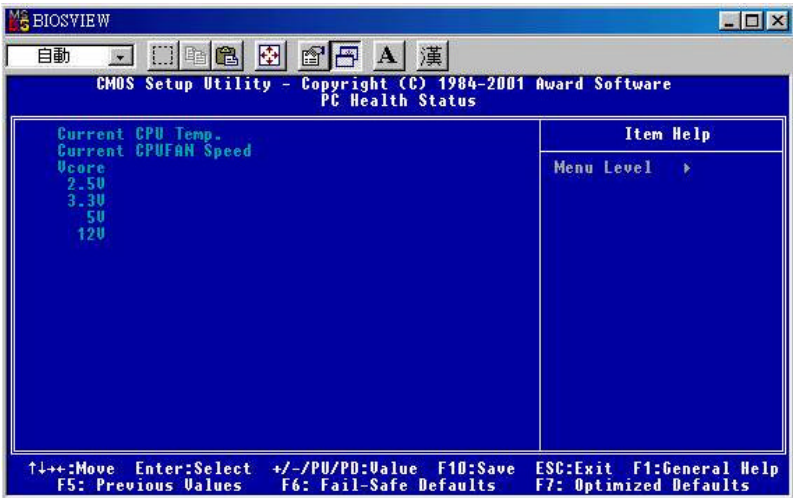 BIOSVIEW
自動
A 漢
CMOS Setup Utility - Copyright (C) 1984-2001 Award Software
PC Health Status
Current CPU Temp.
Current CPUFAN Speed
Vcore
2.5V
3.3V
5V
12V
Item Help
Menu Level ▸
↑↓→←:Move Enter:Select +/-/PU/PD:Value F10:Save ESC:Exit F1:General Help
F5: Previous Values F6: Fail-Safe Defaults F7: Optimized Defaults